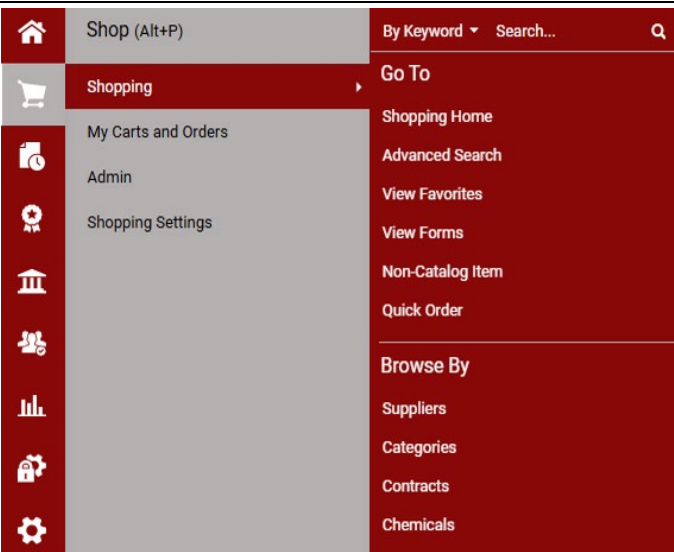 Shop (Alt+P)
Shopping
My Carts and Orders
Admin
Shopping Settings
By Keyword Search...
Go To
Shopping Home
Advanced Search
View Favorites
View Forms
Non-Catalog Item
Quick Order
Browse By
Suppliers
Categories
Contracts
Chemicals